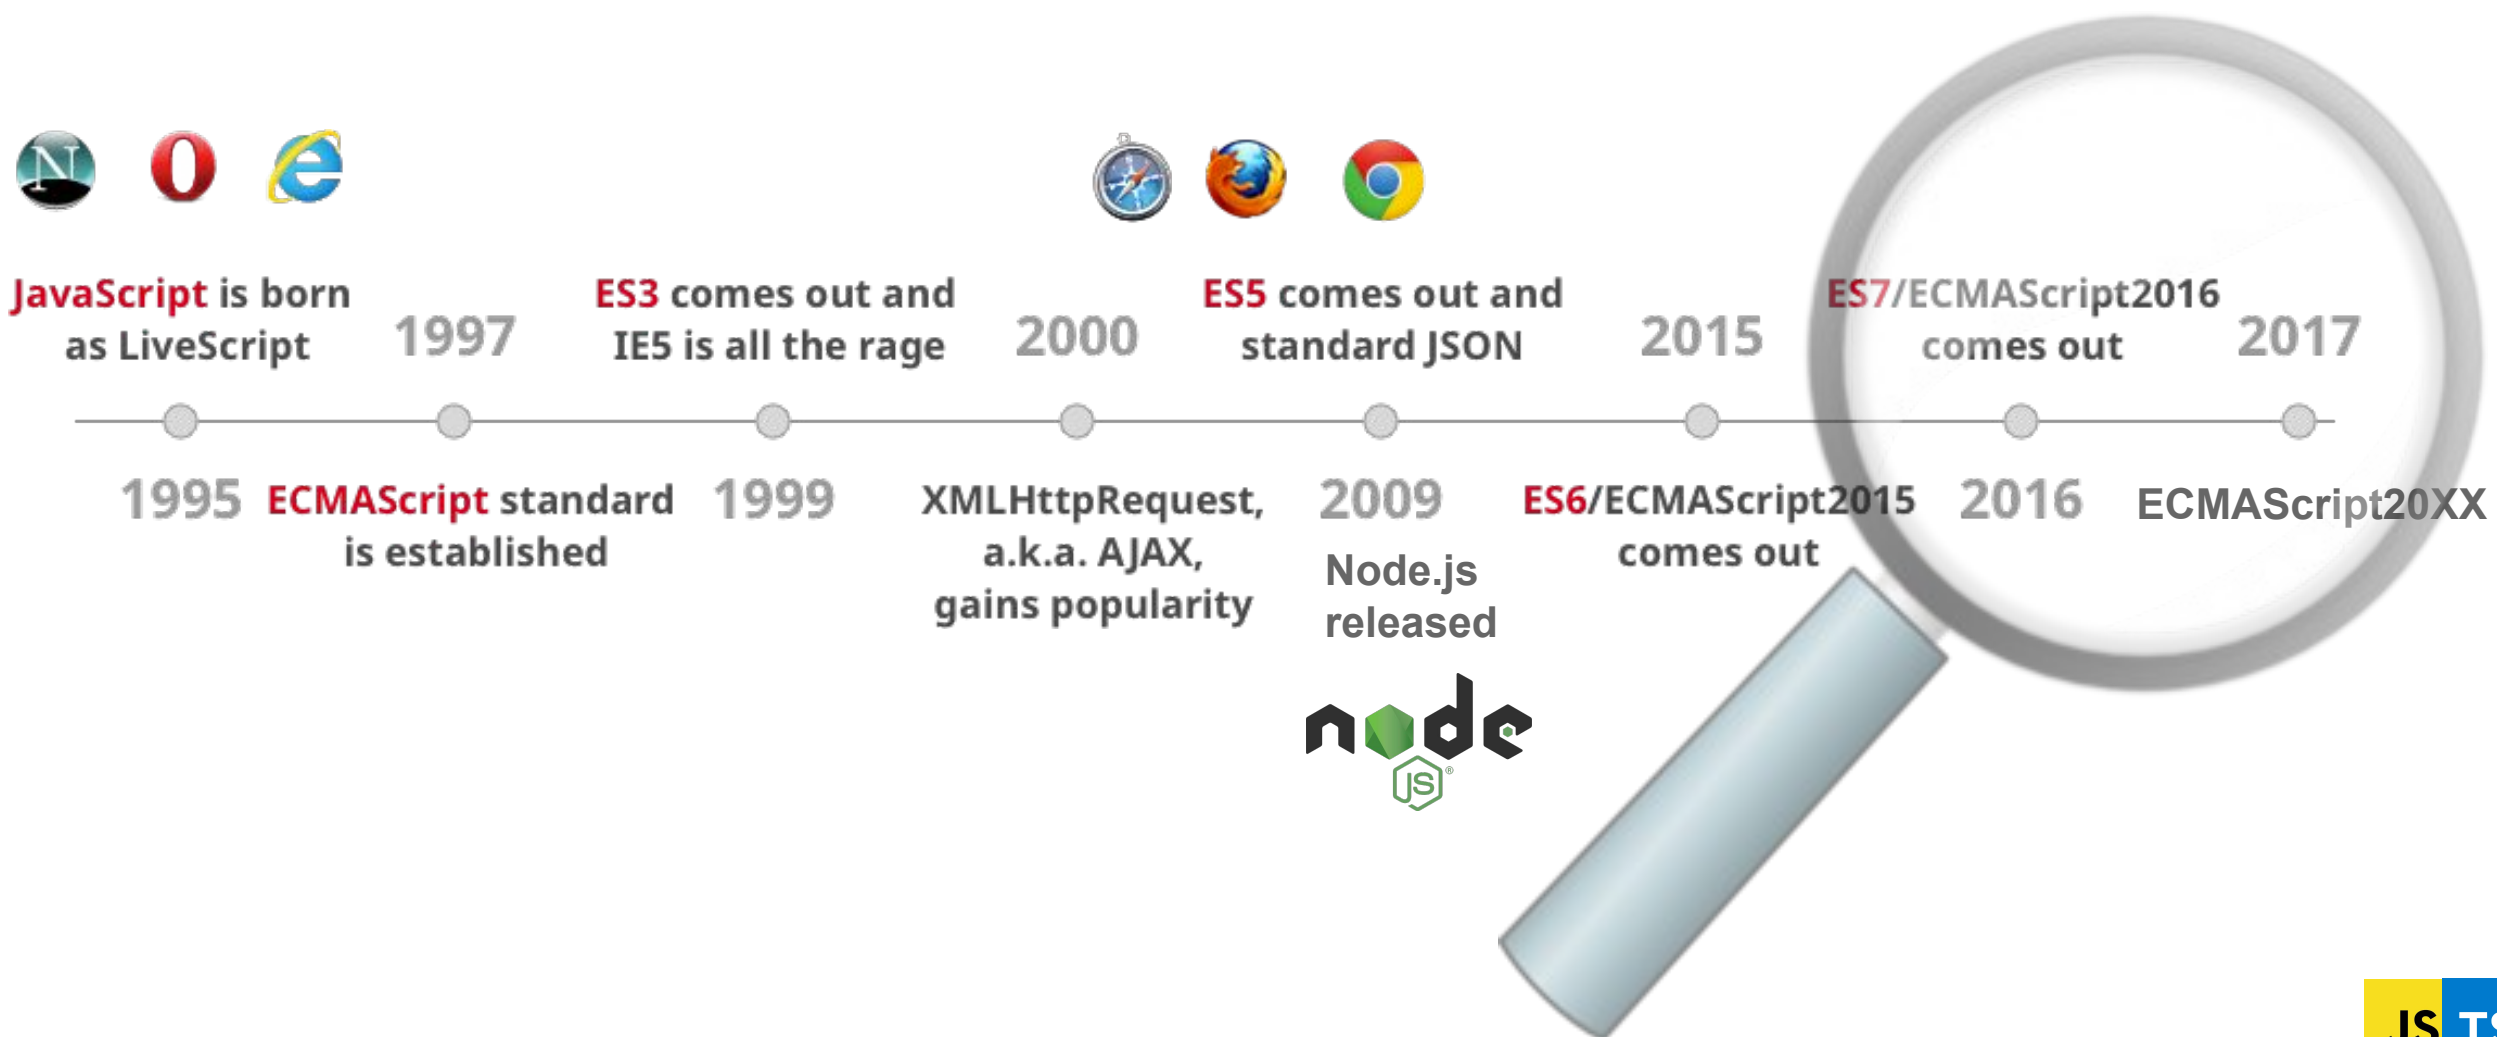 N
O
e
JavaScript is born
as LiveScript
1995
1997
ECMAScript standard
is established
ES3 comes out and
IE5 is all the rage
1999
2000
XMLHttpRequest,
a.k.a. AJAX,
gains popularity
ES5 comes out and
standard JSON
2009
Node.js
released
node
JS®
2015
ES6/ECMAScript2015
comes out
ES7/ECMAScript2016
comes out
2016
2017
ECMAScript20XX
JS